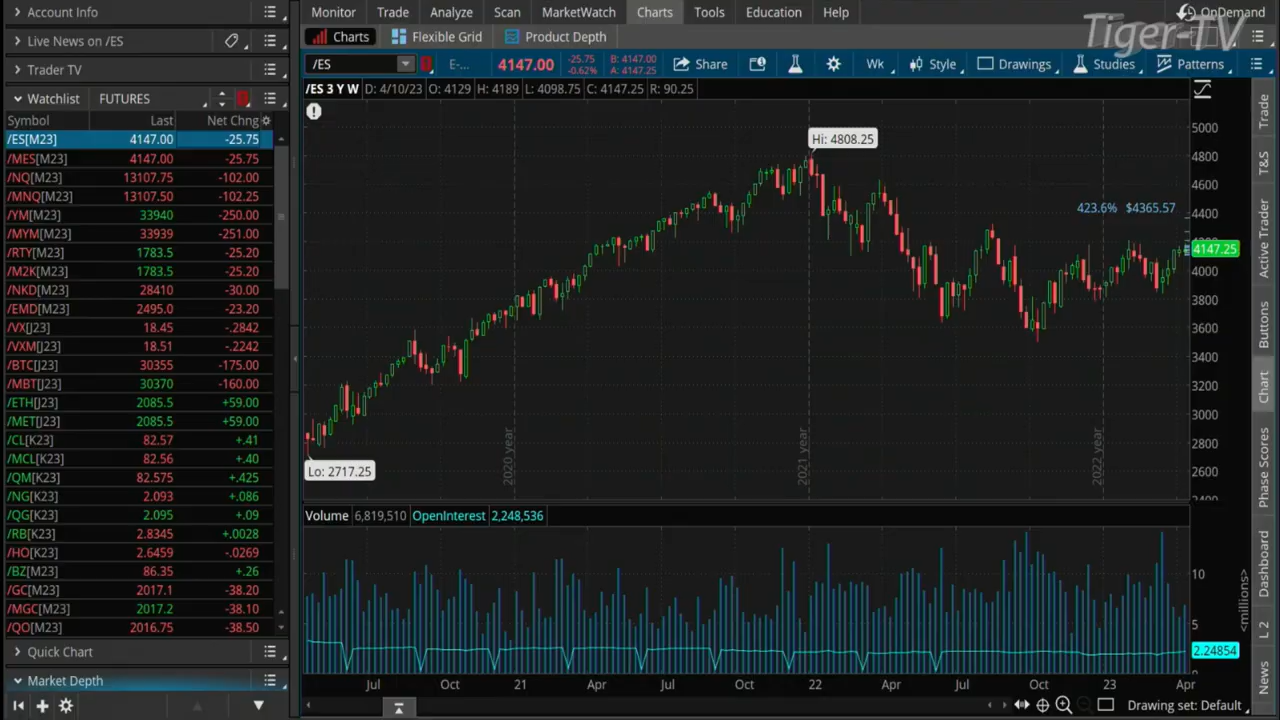 Account Info
Monitor Trade Analyze Scan MarketWatch Charts Tools Education Help
OnDemand
Tiger-TV
Live News on /ES
Charts Flexible Grid Product Depth
Trader TV
/ES E-... 4147.00 -25.75 -0.62% B: 4147.00 A: 4147.25 Share Wk Style Drawings Studies Patterns
Watchlist FUTURES
/ES 3 Y W D: 4/10/23 O: 4129 H: 4189 L: 4098.75 C: 4147.25 R: 90.25
Symbol Last Net Chng
/ES[M23] 4147.00 -25.75
/MES[M23] 4147.00 -25.75
/NQ[M23] 13107.75 -102.00
/MNQ[M23] 13107.50 -102.25
/YM[M23] 33940 -250.00
/MYM[M23] 33939 -251.00
/RTY[M23] 1783.5 -25.20
/M2K[M23] 1783.5 -25.20
/NKD[M23] 28410 -30.00
/EMD[M23] 2495.0 -23.20
/VX[J23] 18.45 -.2842
/VXM[J23] 18.51 -.2242
/BTC[J23] 30355 -175.00
/MBT[J23] 30370 -160.00
/ETH[J23] 2085.5 +59.00
/MET[J23] 2085.5 +59.00
/CL[K23] 82.57 +.41
/MCL[K23] 82.56 +.40
/QM[K23] 82.575 +.425
/NG[K23] 2.093 +.086
/QG[K23] 2.095 +.09
/RB[K23] 2.8345 +.0028
/HO[K23] 2.6459 -.0269
/BZ[M23] 86.35 +.26
/GC[M23] 2017.1 -38.20
/MGC[M23] 2017.2 -38.10
/QO[M23] 2016.75 -38.50
Quick Chart
Market Depth
Hi: 4808.25
423.6% $4365.57
Lo: 2717.25
2020 year
2021 year
2022 year
5000
4800
4600
4400
4147.25
4000
3800
3600
3400
3200
3000
2800
2600
2400
Volume 6,819,510 OpenInterest 2,248,536
10
5
2.24854
<millions>
Jul Oct 21 Apr Jul Oct 22 Apr Jul Oct 23 Apr
Drawing set: Default
Trade
T&S
Active Trader
Buttons
Chart
Phase Scores
Dashboard
L 2
News